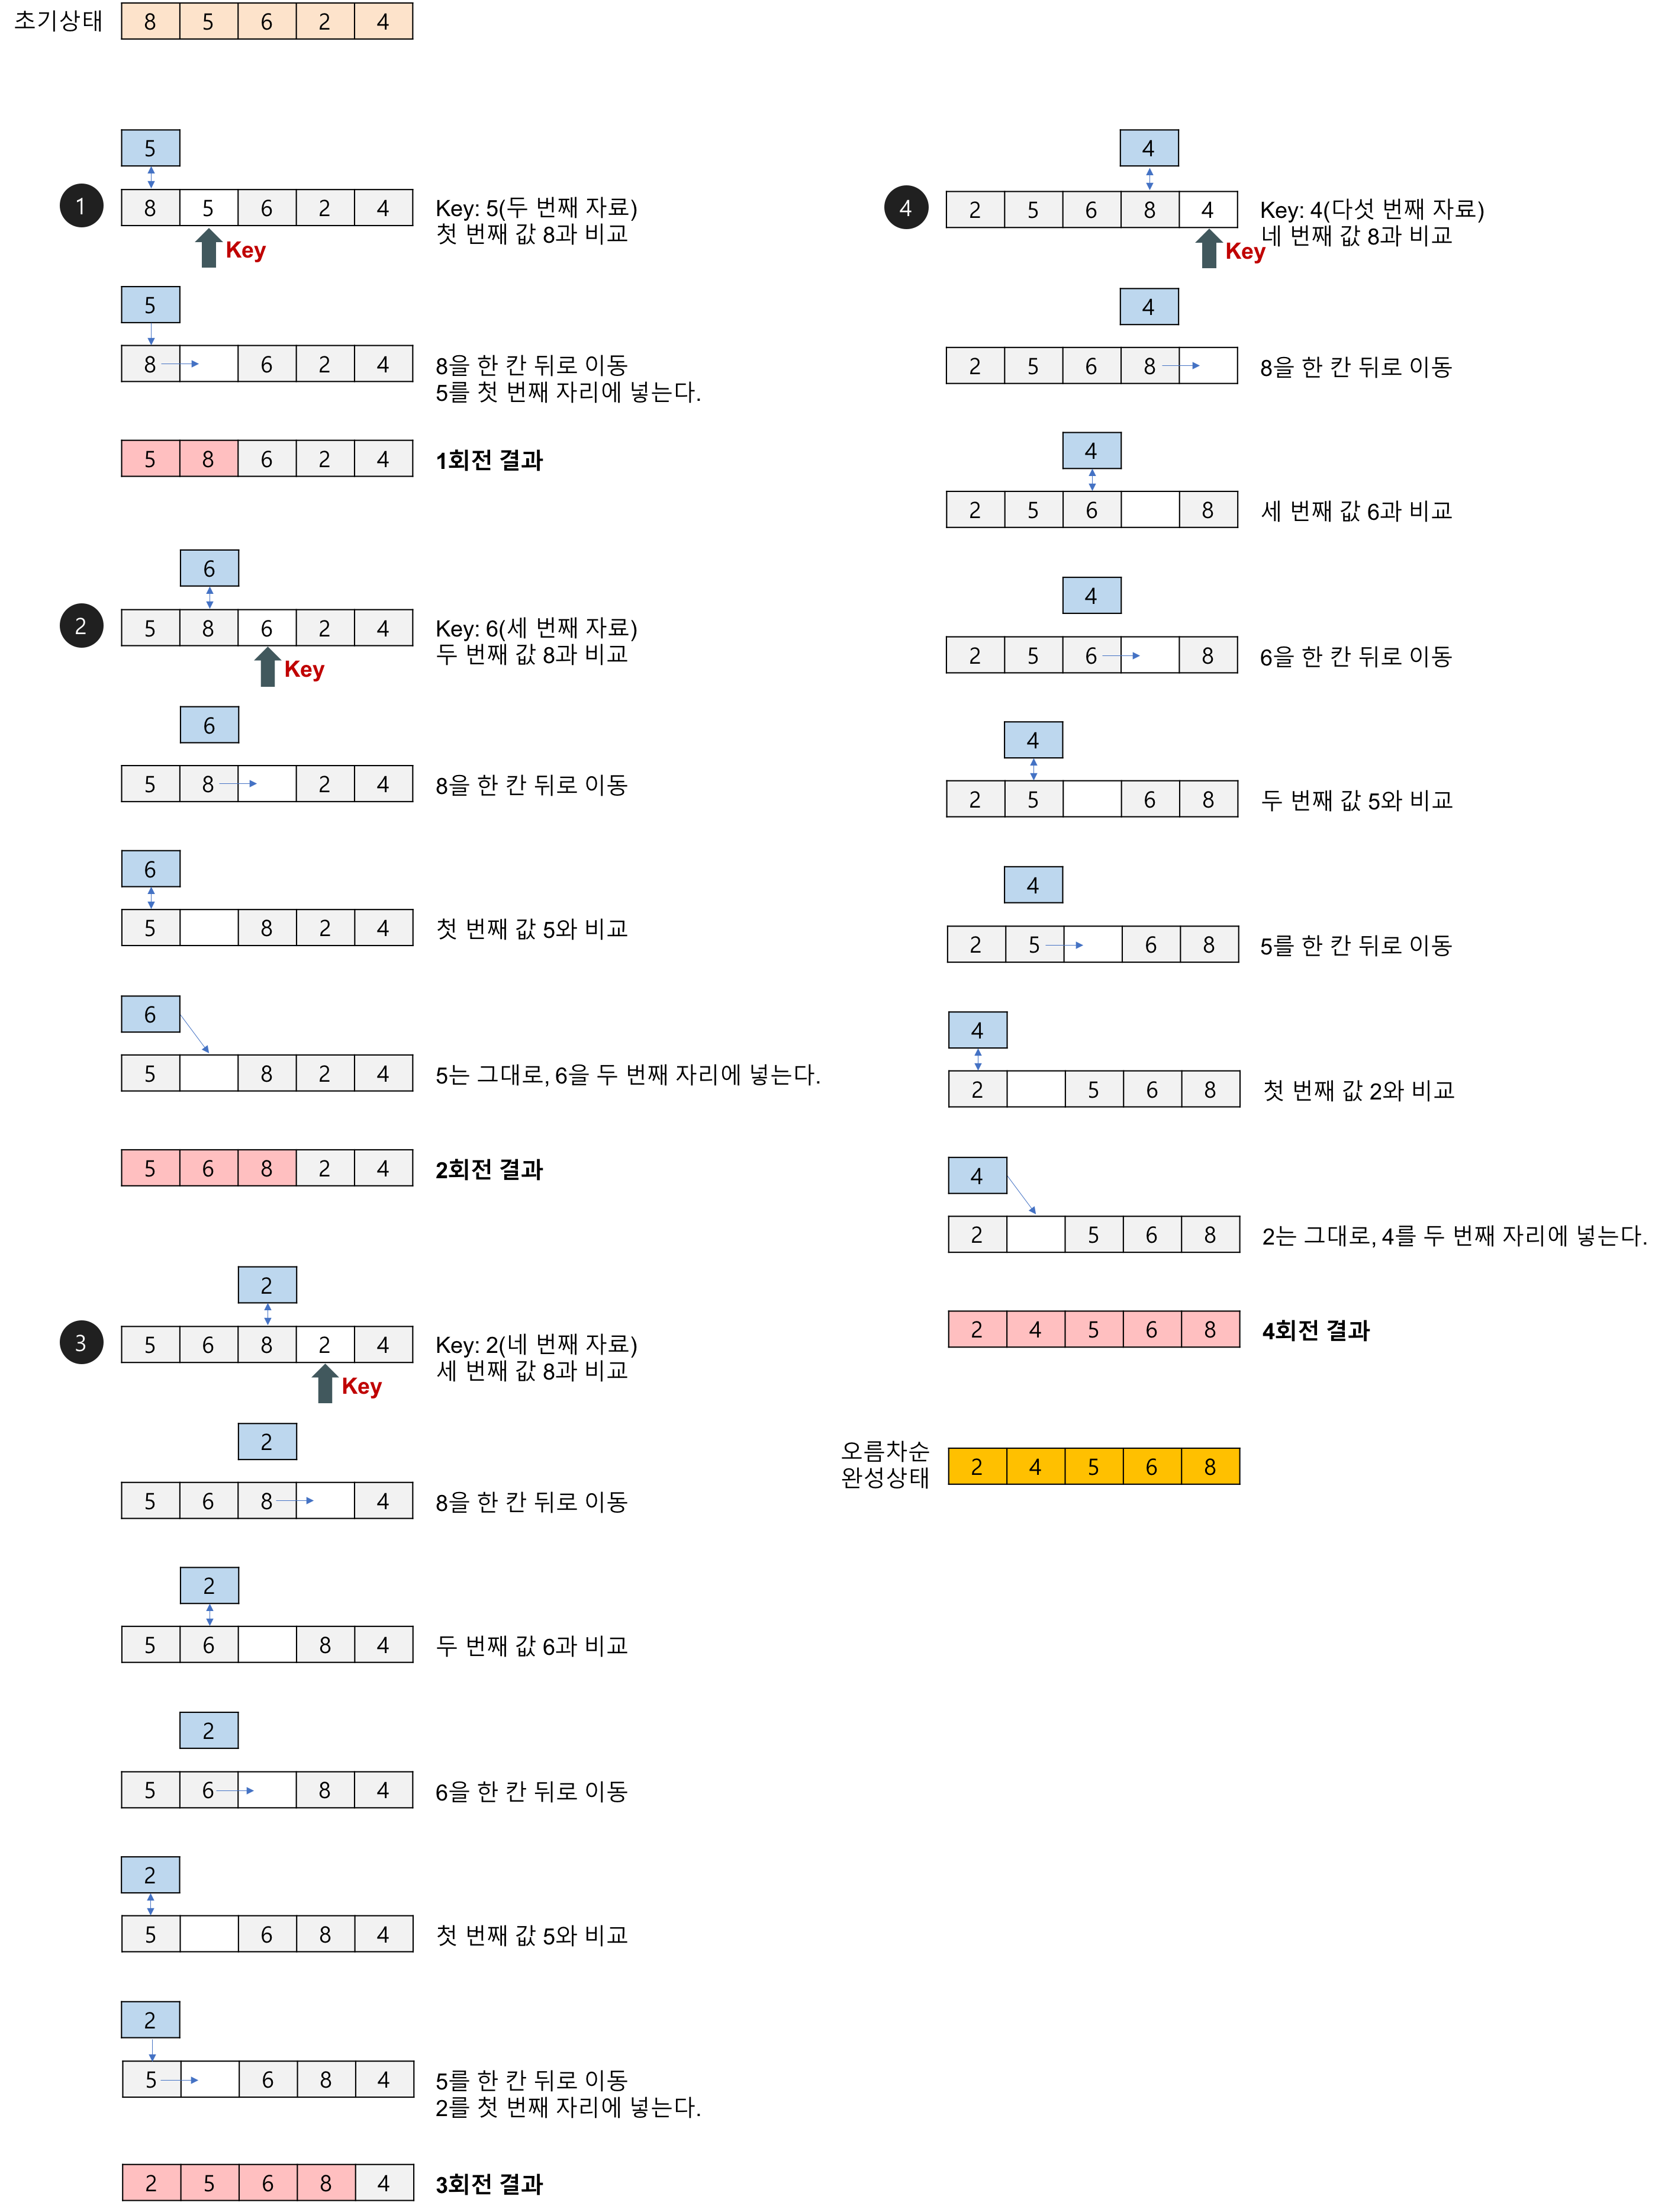 초기상태
8 5 6 2 4
5
1
8 5 6 2 4
Key: 5(두 번째 자료)
첫 번째 값 8과 비교
Key
5
8 6 2 4
8을 한 칸 뒤로 이동
5를 첫 번째 자리에 넣는다.
5 8 6 2 4
1회전 결과
6
2
5 8 6 2 4
Key: 6(세 번째 자료)
두 번째 값 8과 비교
Key
6
5 8 2 4
8을 한 칸 뒤로 이동
6
5 8 2 4
첫 번째 값 5와 비교
6
5 8 2 4
5는 그대로, 6을 두 번째 자리에 넣는다.
5 6 8 2 4
2회전 결과
2
3
5 6 8 2 4
Key: 2(네 번째 자료)
세 번째 값 8과 비교
Key
2
5 6 8 4
8을 한 칸 뒤로 이동
2
5 6 8 4
두 번째 값 6과 비교
2
5 6 8 4
6을 한 칸 뒤로 이동
2
5 6 8 4
첫 번째 값 5와 비교
2
5 6 8 4
5를 한 칸 뒤로 이동
2를 첫 번째 자리에 넣는다.
2 5 6 8 4
3회전 결과
4
4
2 5 6 8 4
Key: 4(다섯 번째 자료)
네 번째 값 8과 비교
Key
4
2 5 6 8
8을 한 칸 뒤로 이동
4
2 5 6 8
세 번째 값 6과 비교
4
2 5 6 8
6을 한 칸 뒤로 이동
4
2 5 6 8
두 번째 값 5와 비교
4
2 5 6 8
5를 한 칸 뒤로 이동
4
2 5 6 8
첫 번째 값 2와 비교
4
2 5 6 8
2는 그대로, 4를 두 번째 자리에 넣는다.
2 4 5 6 8
4회전 결과
오름차순
완성상태
2 4 5 6 8